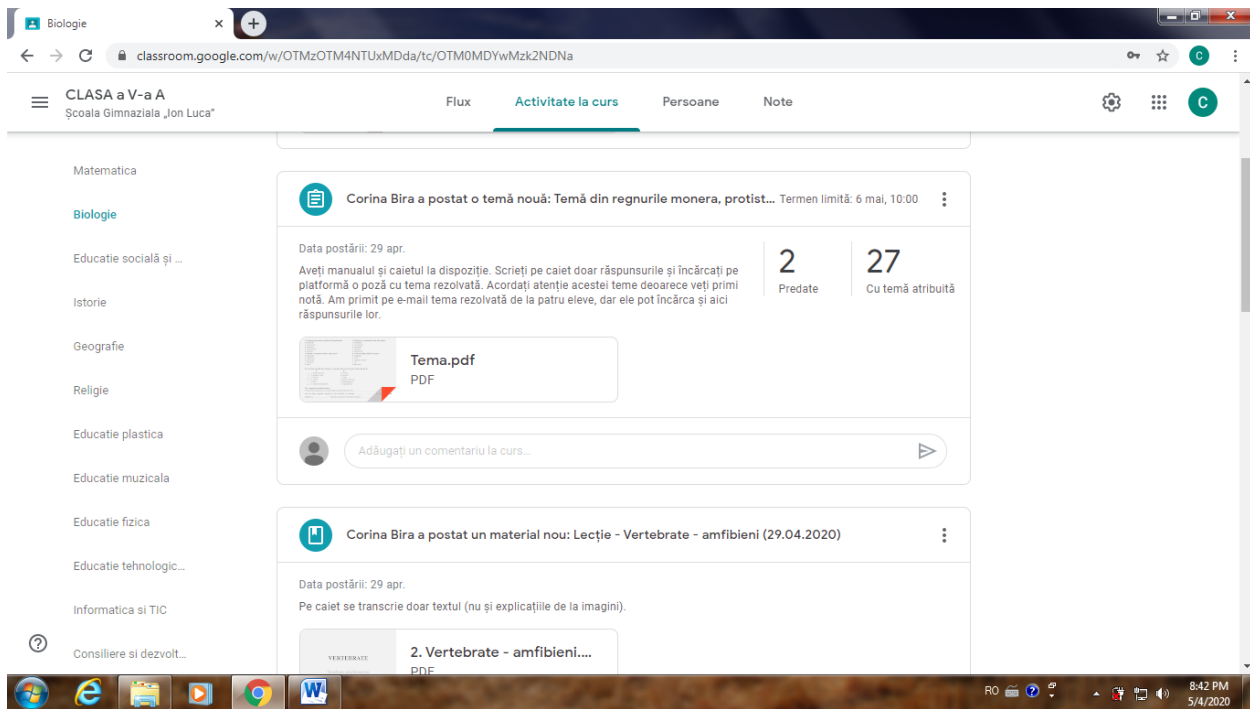 Biologie
classroom.google.com/w/OTMzOTM4NTUxMDda/tc/OTM0MDYwMzk2NDNa
C
CLASA a V-a A
Școala Gimnaziala „Ion Luca"
Flux
Activitate la curs
Persoane
Note
C
Matematica
Biologie
Educatie socială și ...
Istorie
Geografie
Religie
Educatie plastica
Educatie muzicala
Educatie fizica
Educatie tehnologic...
Informatica si TIC
Consiliere si dezvolt...
Corina Bira a postat o temă nouă: Temă din regnurile monera, protist... Termen limită: 6 mai, 10:00
Data postării: 29 apr.
Aveți manualul și caietul la dispoziție. Scrieți pe caiet doar răspunsurile și încărcați pe
platformă o poză cu tema rezolvată. Acordați atenție acestei teme deoarece veți primi
notă. Am primit pe e-mail tema rezolvată de la patru eleve, dar ele pot încărca și aici
răspunsurile lor.
2
Predate
27
Cu temă atribuită
Tema.pdf
PDF
Adăugați un comentariu la curs...
Corina Bira a postat un material nou: Lecție - Vertebrate - amfibieni (29.04.2020)
Data postării: 29 apr.
Pe caiet se transcrie doar textul (nu și explicațiile de la imagini).
VERTEBRATE
2. Vertebrate - amfibieni....
PDF
RO
8:42 PM
5/4/2020